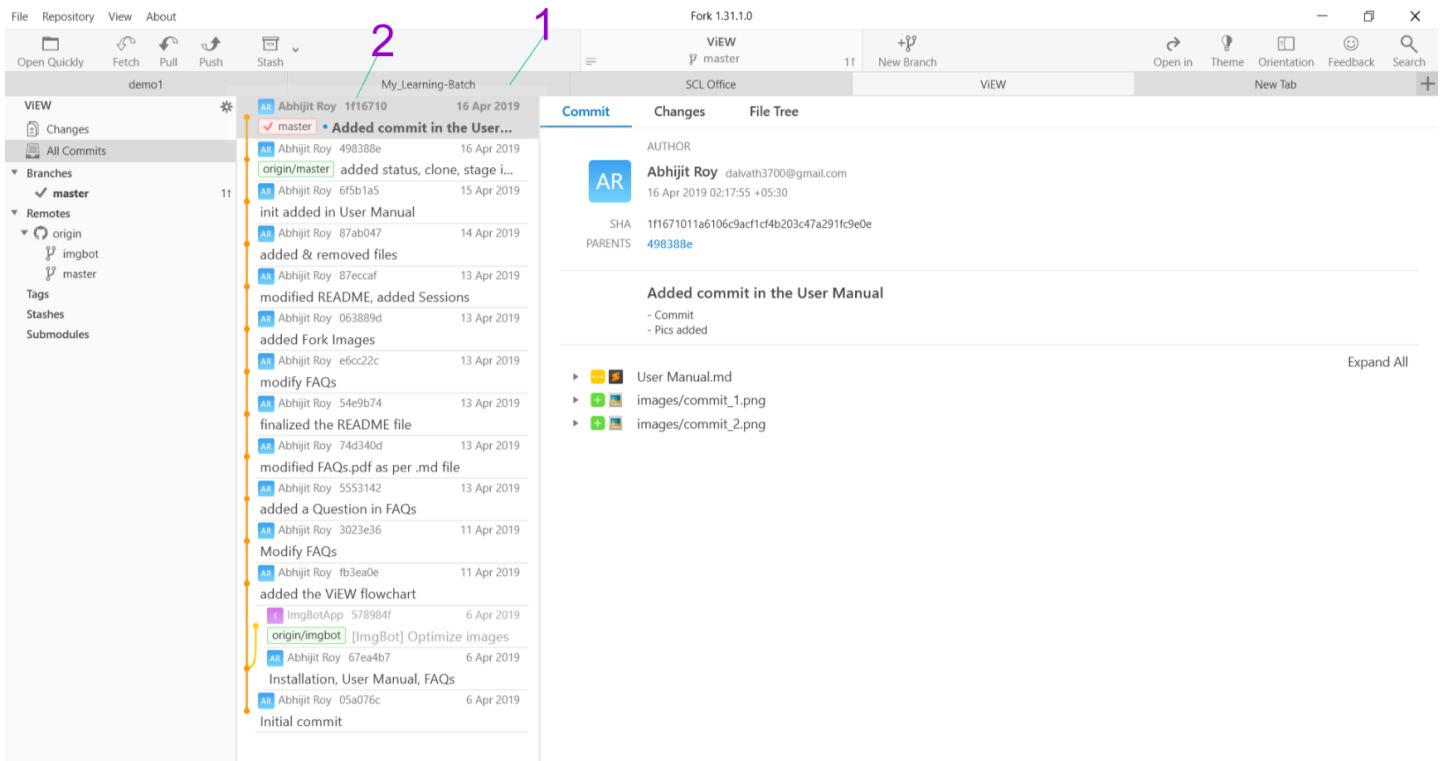 File Repository View About Fork 1.31.1.0
Open Quickly Fetch Pull Push Stash ViEW master 1↑ New Branch Open in Theme Orientation Feedback Search
2 1
demo1 My_Learning-Batch SCL Office ViEW New Tab
ViEW
Changes
All Commits
Branches
master 1↑
Remotes
origin
imgbot
master
Tags
Stashes
Submodules
AR Abhijit Roy 1f16710 16 Apr 2019
master Added commit in the User...
AR Abhijit Roy 498388e 16 Apr 2019
origin/master added status, clone, stage i...
AR Abhijit Roy 6f5b1a5 15 Apr 2019
init added in User Manual
AR Abhijit Roy 87ab047 14 Apr 2019
added & removed files
AR Abhijit Roy 87eccaf 13 Apr 2019
modified README, added Sessions
AR Abhijit Roy 063889d 13 Apr 2019
added Fork Images
AR Abhijit Roy e6cc22c 13 Apr 2019
modify FAQs
AR Abhijit Roy 54e9b74 13 Apr 2019
finalized the README file
AR Abhijit Roy 74d340d 13 Apr 2019
modified FAQs.pdf as per .md file
AR Abhijit Roy 5553142 13 Apr 2019
added a Question in FAQs
AR Abhijit Roy 3023e36 11 Apr 2019
Modify FAQs
AR Abhijit Roy fb3ea0e 11 Apr 2019
added the ViEW flowchart
I ImgBotApp 578984f 6 Apr 2019
origin/imgbot [ImgBot] Optimize images
AR Abhijit Roy 67ea4b7 6 Apr 2019
Installation, User Manual, FAQs
AR Abhijit Roy 05a076c 6 Apr 2019
Initial commit
Commit Changes File Tree
AUTHOR
AR Abhijit Roy dalvath3700@gmail.com
16 Apr 2019 02:17:55 +05:30
SHA 1f1671011a6106c9acf1cf4b203c47a291fc9e0e
PARENTS 498388e
Added commit in the User Manual
- Commit
- Pics added
Expand All
User Manual.md
images/commit_1.png
images/commit_2.png